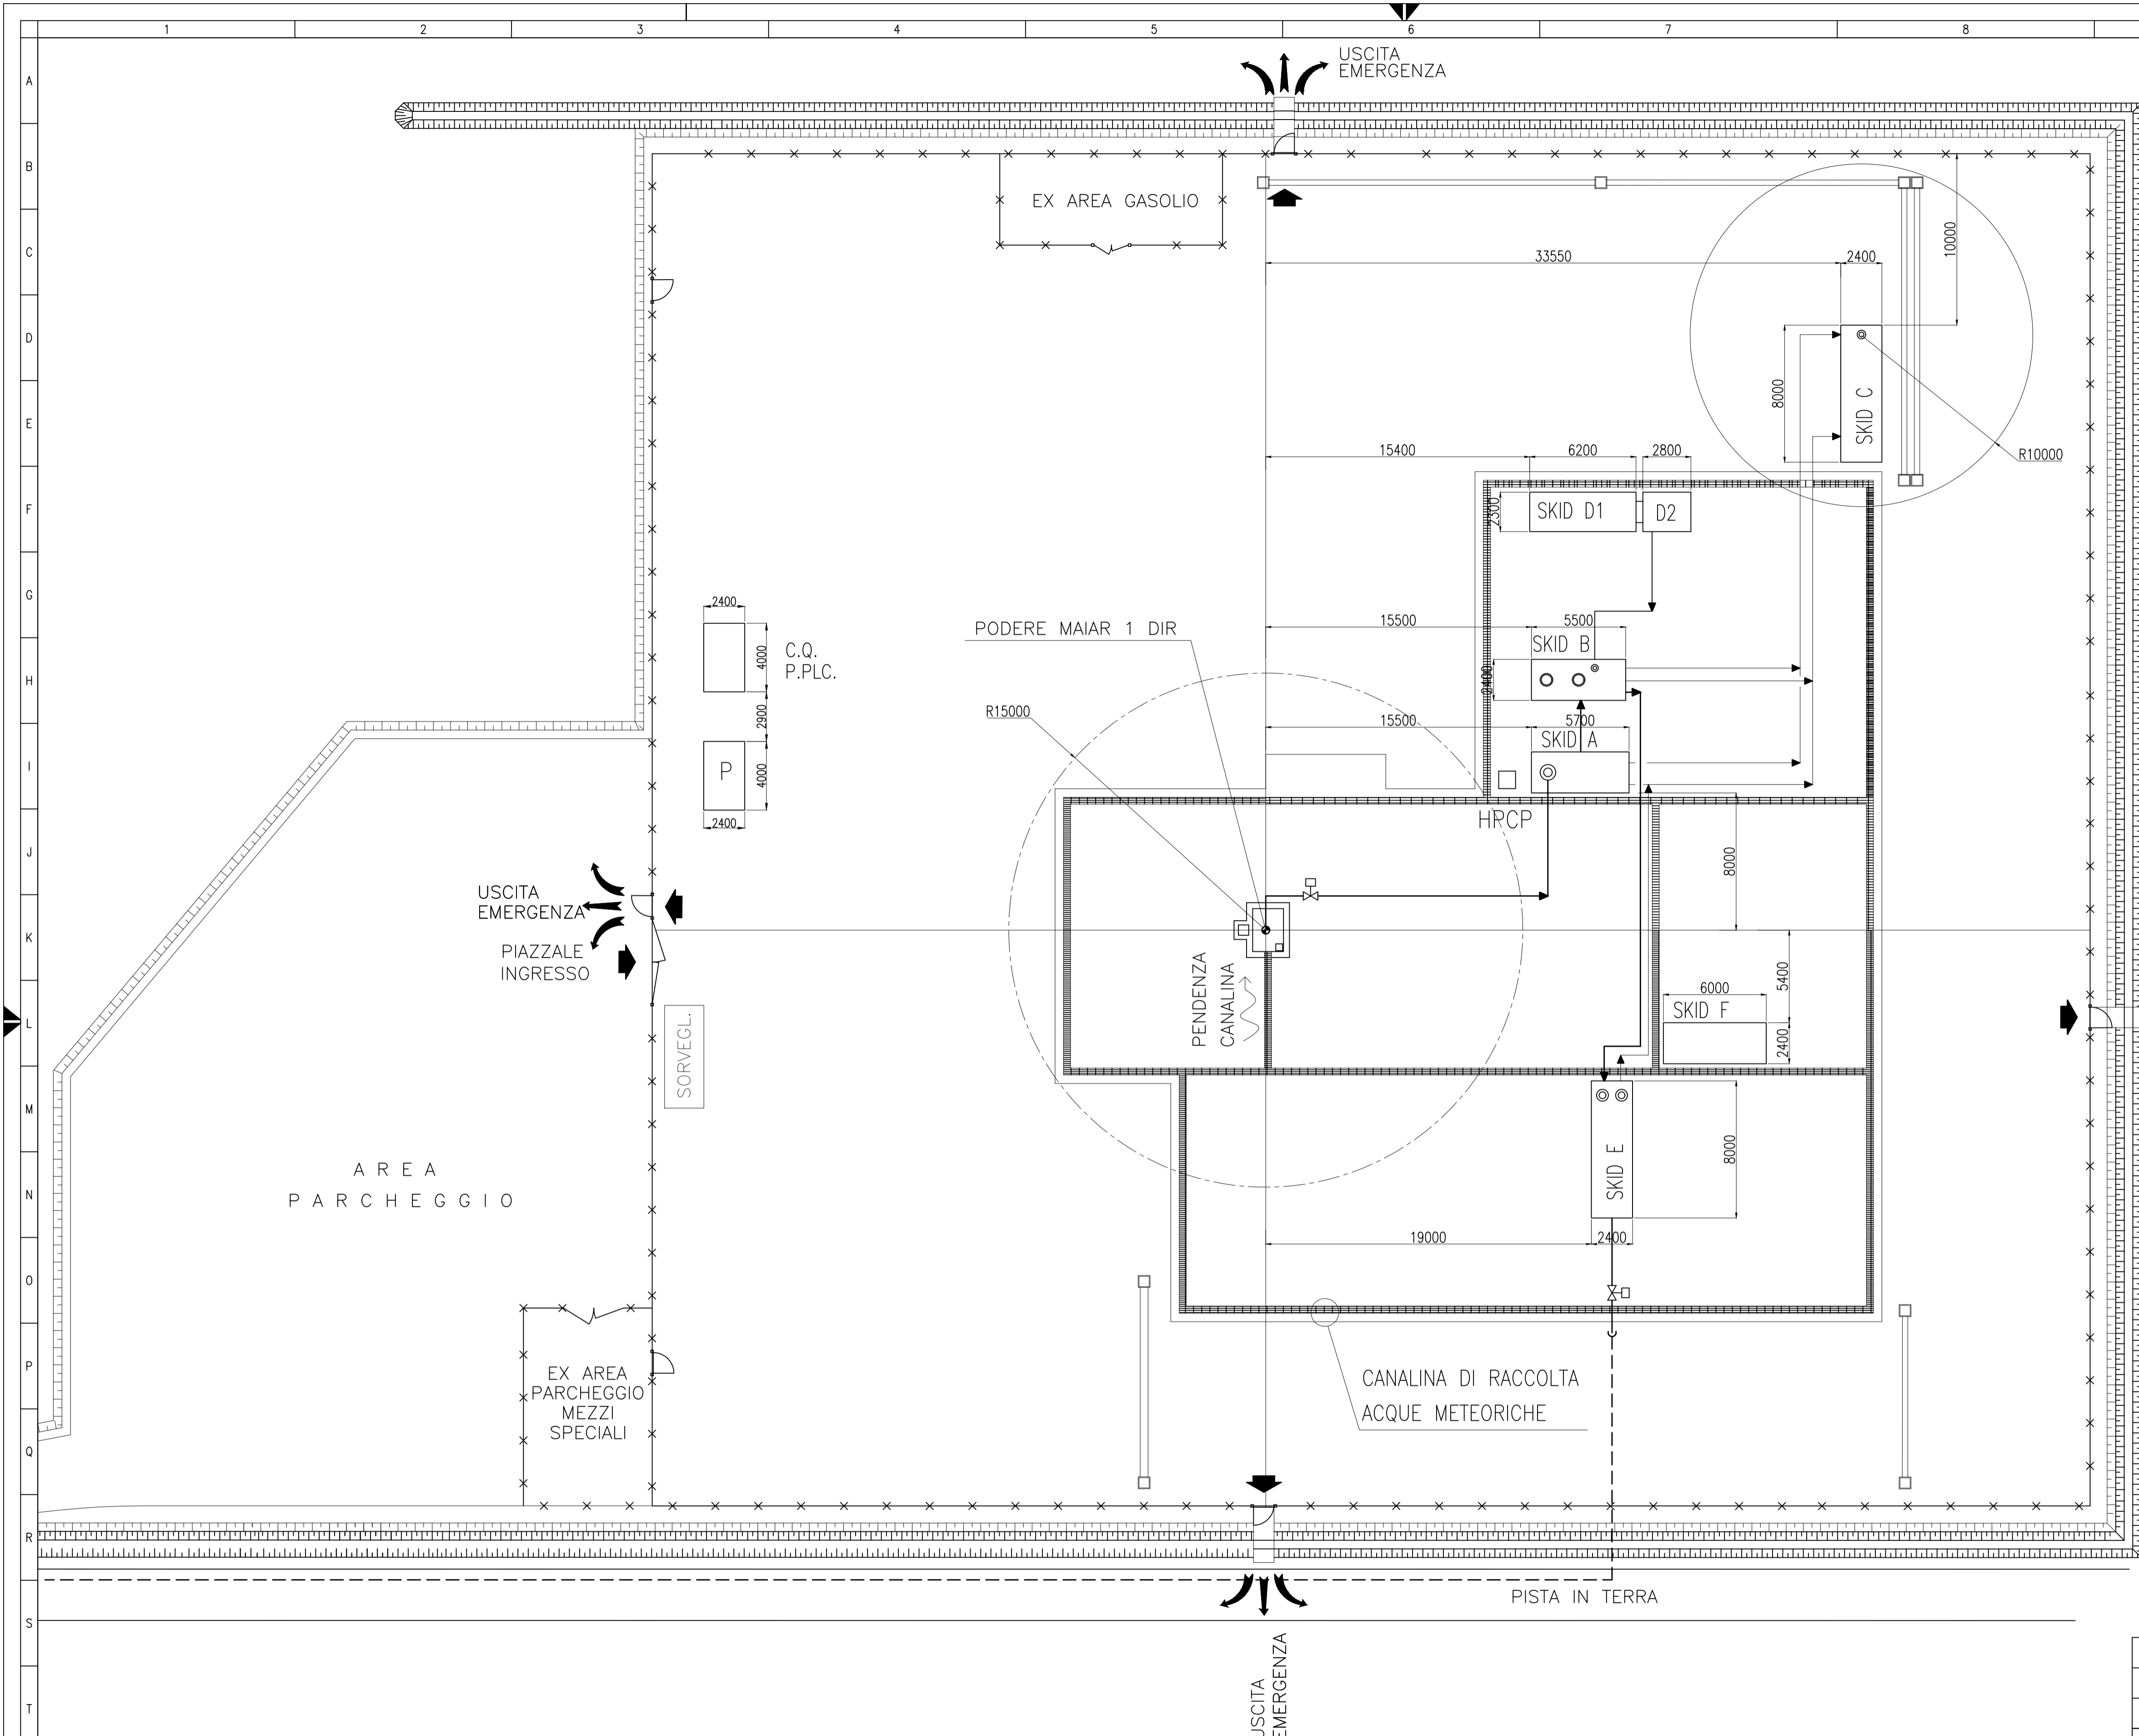 1 2 3 4 5 6 7 8
A
B
C
D
E
F
G
H
I
J
K
L
M
N
O
P
Q
R
S
T
USCITA
EMERGENZA
EX AREA GASOLIO
33550
2400
10000
8000
SKID C
R10000
15400
6200
2800
2300
SKID D1
D2
2400
4000
C.Q.
P.PLC.
2900
P
4000
2400
PODERE MAIAR 1 DIR
R15000
15500
5500
SKID B
2400
15500
5700
SKID A
HPCP
8000
USCITA
EMERGENZA
PIAZZALE
INGRESSO
SORVEGL.
PENDENZA
CANALINA
5400
6000
SKID F
2400
SKID E
8000
19000
2400
AREA
PARCHEGGIO
EX AREA
PARCHEGGIO
MEZZI
SPECIALI
CANALINA DI RACCOLTA
ACQUE METEORICHE
PISTA IN TERRA
USCITA
EMERGENZA